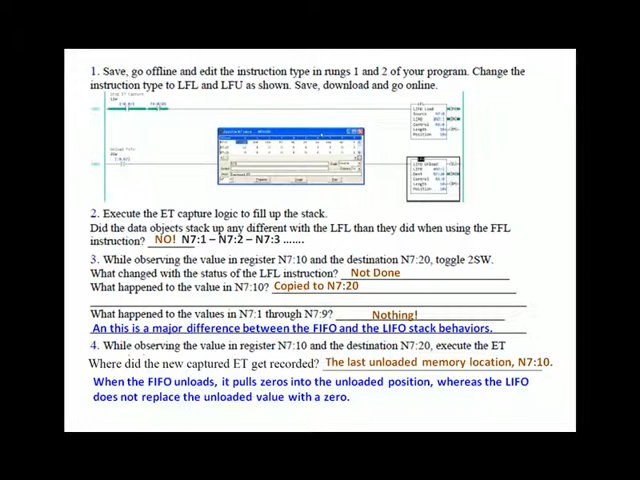 1. Save, go offline and edit the instruction type in rungs 1 and 2 of your program. Change the
instruction type to LFL and LFU as shown. Save, download and go online.
2. Execute the ET capture logic to fill up the stack.
Did the data objects stack up any different with the LFL than they did when using the FFL
instruction? NO! N7:1 – N7:2 – N7:3 …….
3. While observing the value in register N7:10 and the destination N7:20, toggle 2SW.
What changed with the status of the LFL instruction? Not Done
What happened to the value in N7:10? Copied to N7:20
What happened to the values in N7:1 through N7:9? Nothing!
An this is a major difference between the FIFO and the LIFO stack behaviors.
4. While observing the value in register N7:10 and the destination N7:20, execute the ET
Where did the new captured ET get recorded? The last unloaded memory location, N7:10.
When the FIFO unloads, it pulls zeros into the unloaded position, whereas the LIFO
does not replace the unloaded value with a zero.